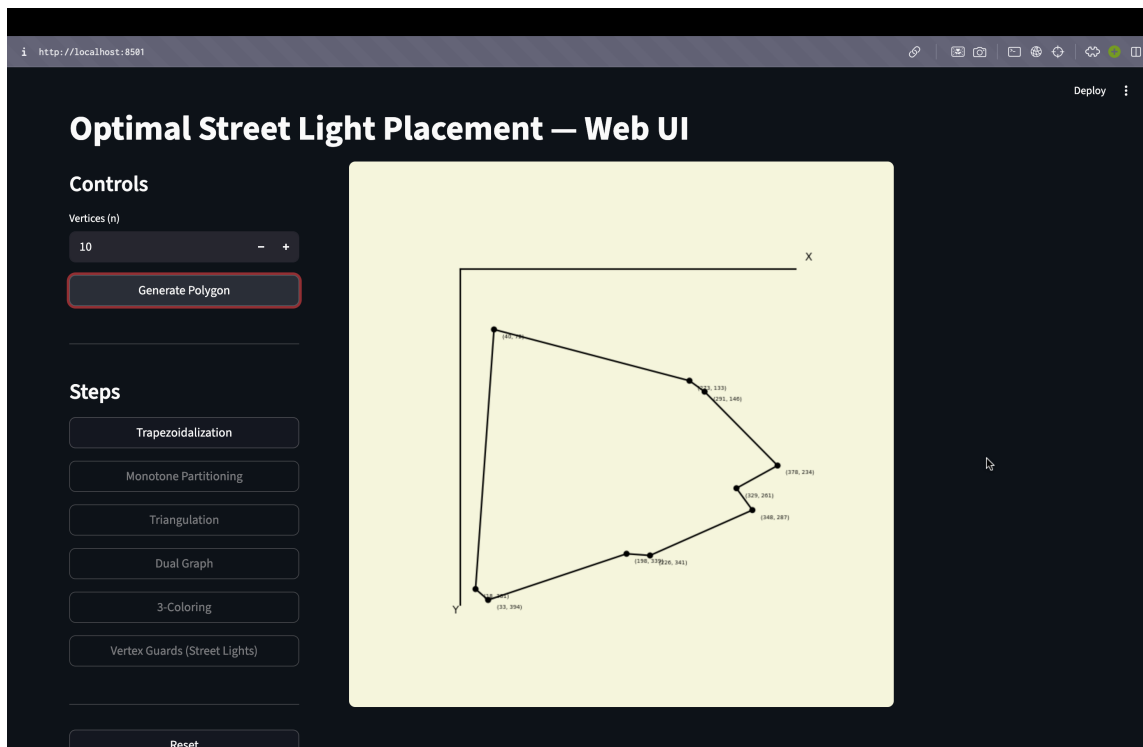 i http://localhost:8501
Deploy
Optimal Street Light Placement — Web UI
Controls
Vertices (n)
10
− +
Generate Polygon
Steps
Trapezoidalization
Monotone Partitioning
Triangulation
Dual Graph
3-Coloring
Vertex Guards (Street Lights)
Reset
X
(273, 133)
(291, 146)
(378, 234)
(329, 261)
(348, 287)
(226, 341)
(33, 394)
Y